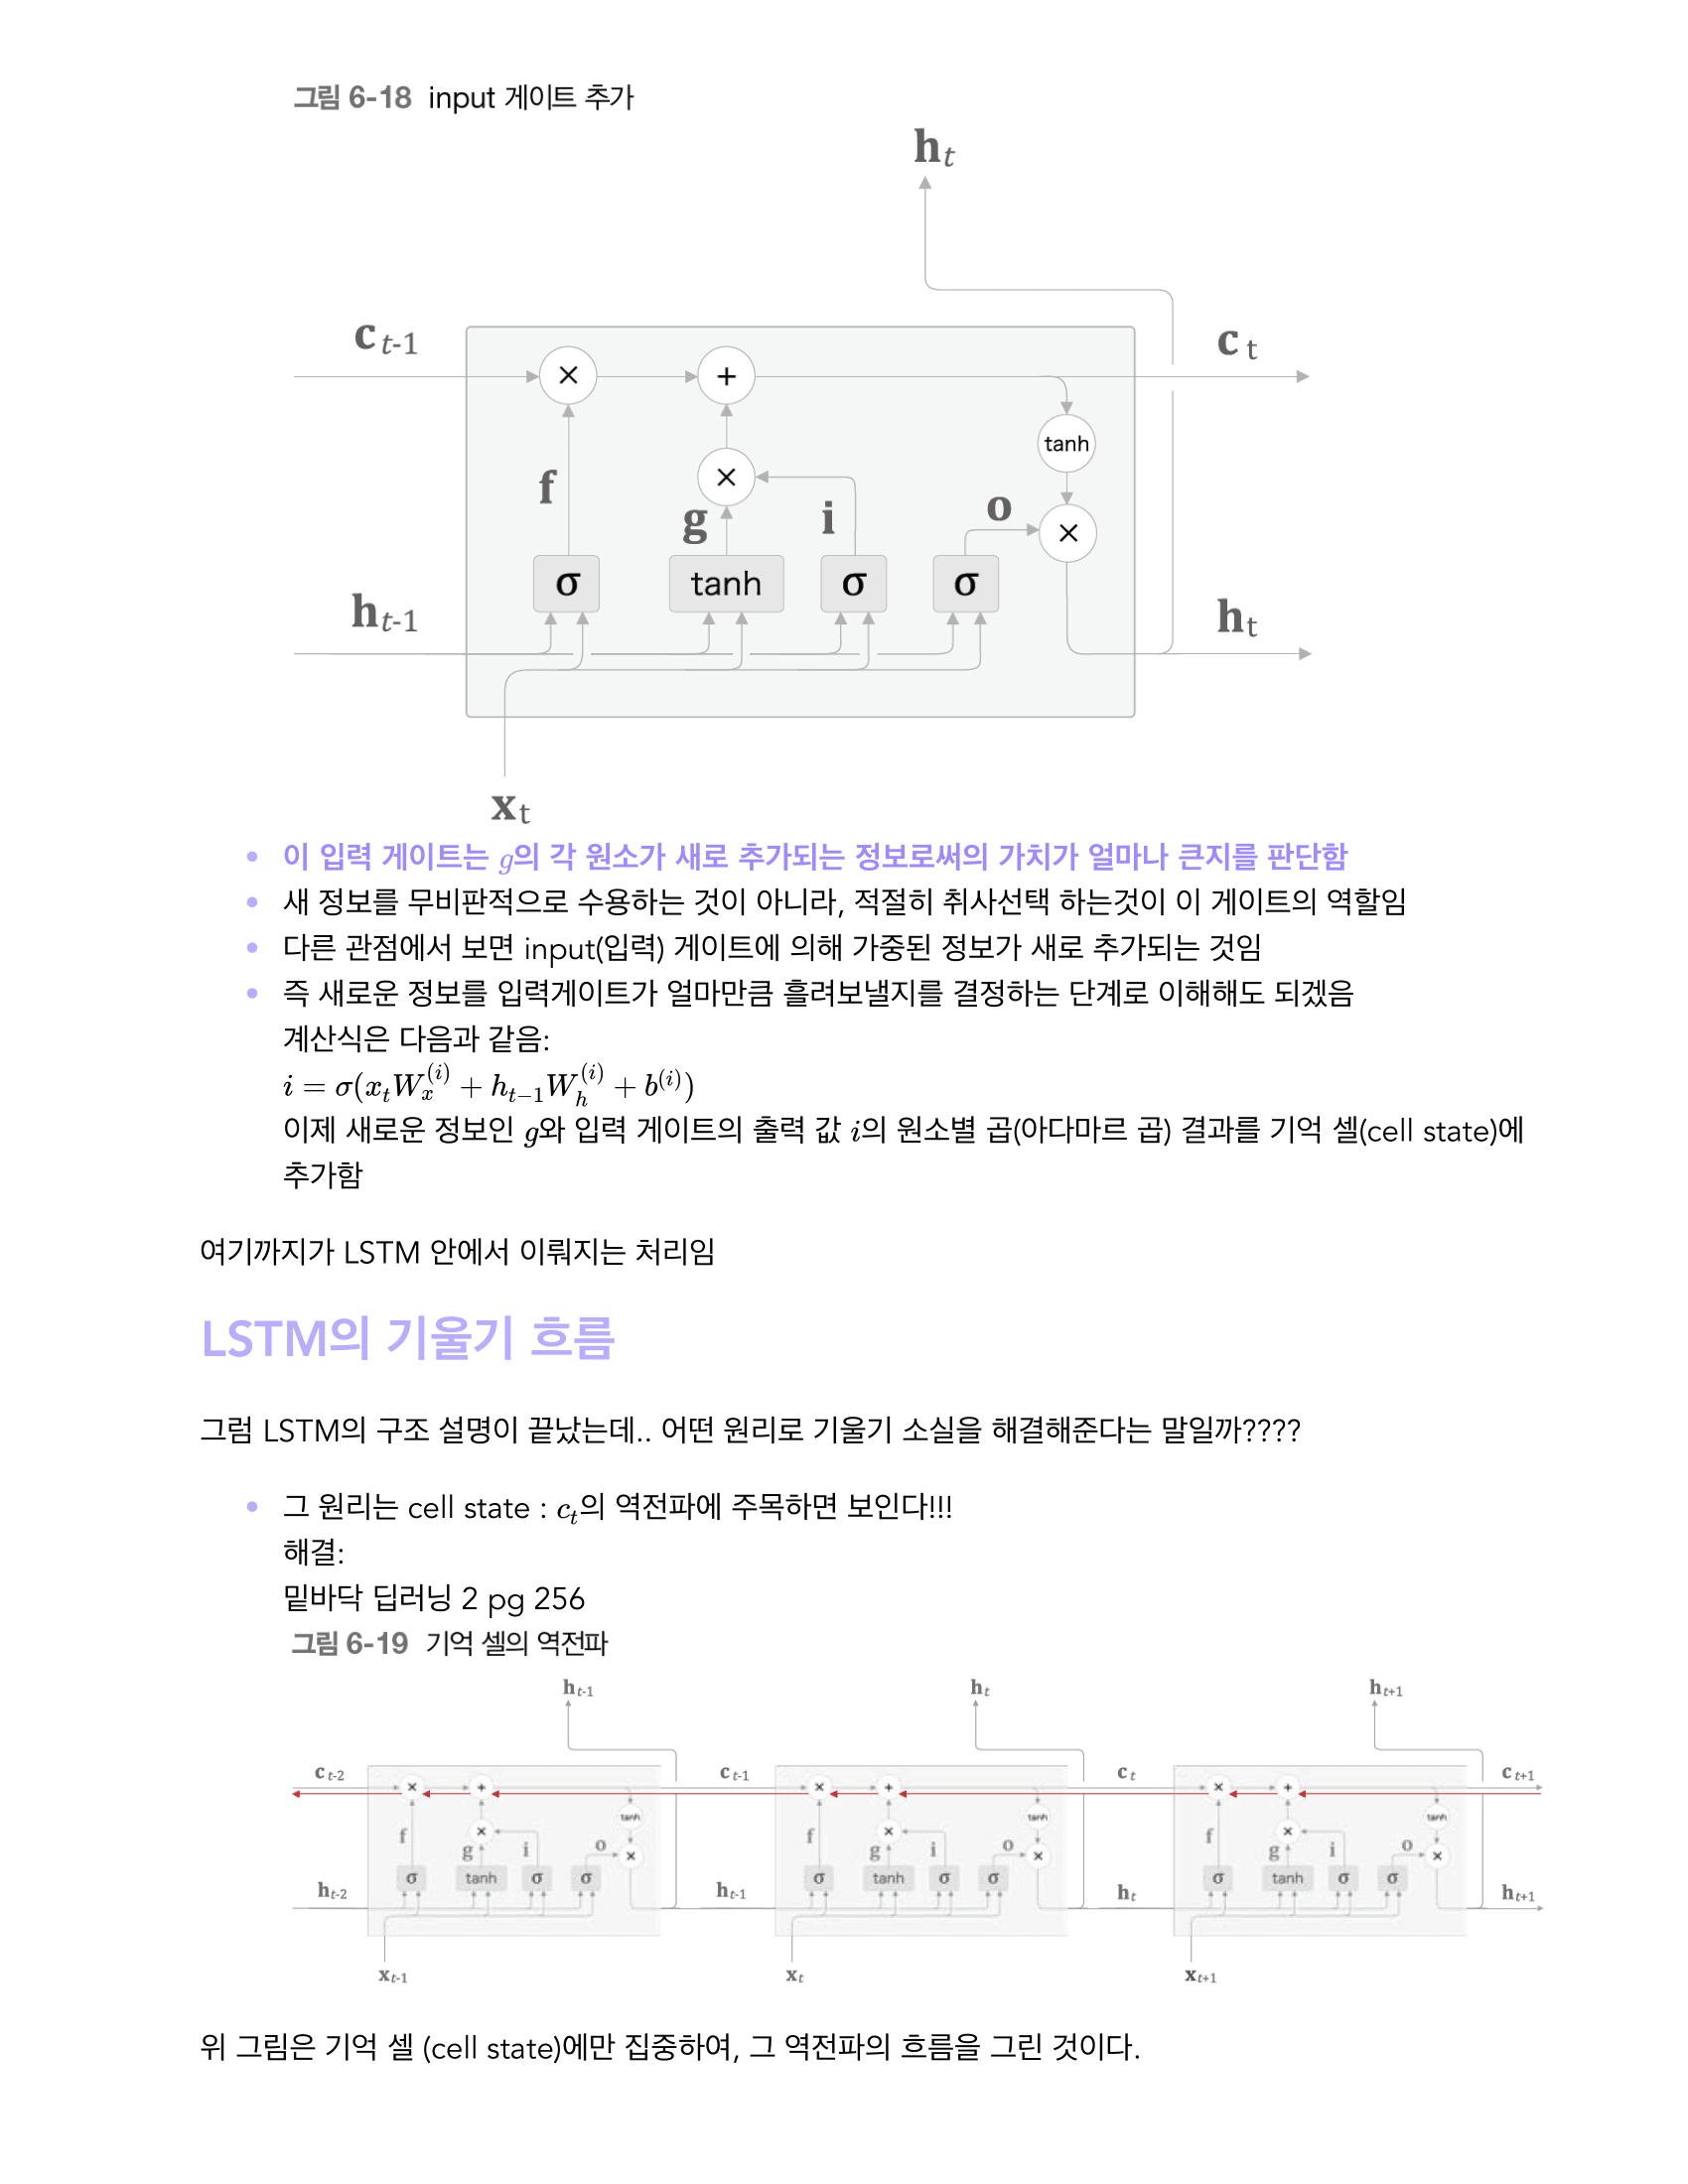 그림 6-18 input 게이트 추가
h_t
c_{t-1}
c_t
× +
tanh
f × o
g i ×
σ tanh σ σ
h_{t-1}
h_t
x_t
• 이 입력 게이트는 g의 각 원소가 새로 추가되는 정보로써의 가치가 얼마나 큰지를 판단함
• 새 정보를 무비판적으로 수용하는 것이 아니라, 적절히 취사선택 하는것이 이 게이트의 역할임
• 다른 관점에서 보면 input(입력) 게이트에 의해 가중된 정보가 새로 추가되는 것임
• 즉 새로운 정보를 입력게이트가 얼마만큼 흘려보낼지를 결정하는 단계로 이해해도 되겠음
계산식은 다음과 같음:
i = σ(x_t W_x^{(i)} + h_{t-1} W_h^{(i)} + b^{(i)})
이제 새로운 정보인 g와 입력 게이트의 출력 값 i의 원소별 곱(아다마르 곱) 결과를 기억 셀(cell state)에
추가함
여기까지가 LSTM 안에서 이뤄지는 처리임
LSTM의 기울기 흐름
그럼 LSTM의 구조 설명이 끝났는데.. 어떤 원리로 기울기 소실을 해결해준다는 말일까????
• 그 원리는 cell state : c_t의 역전파에 주목하면 보인다!!!
해결:
밑바닥 딥러닝 2 pg 256
그림 6-19 기억 셀의 역전파
h_{t-1} h_t h_{t+1}
c_{t-2} c_{t-1} c_t c_{t+1}
× + × + × +
tanh tanh tanh
f × o × f × o × f × o ×
g i g i g i
σ tanh σ σ σ tanh σ σ σ tanh σ σ
h_{t-2} h_{t-1} h_t h_{t+1}
x_{t-1} x_t x_{t+1}
위 그림은 기억 셀 (cell state)에만 집중하여, 그 역전파의 흐름을 그린 것이다.